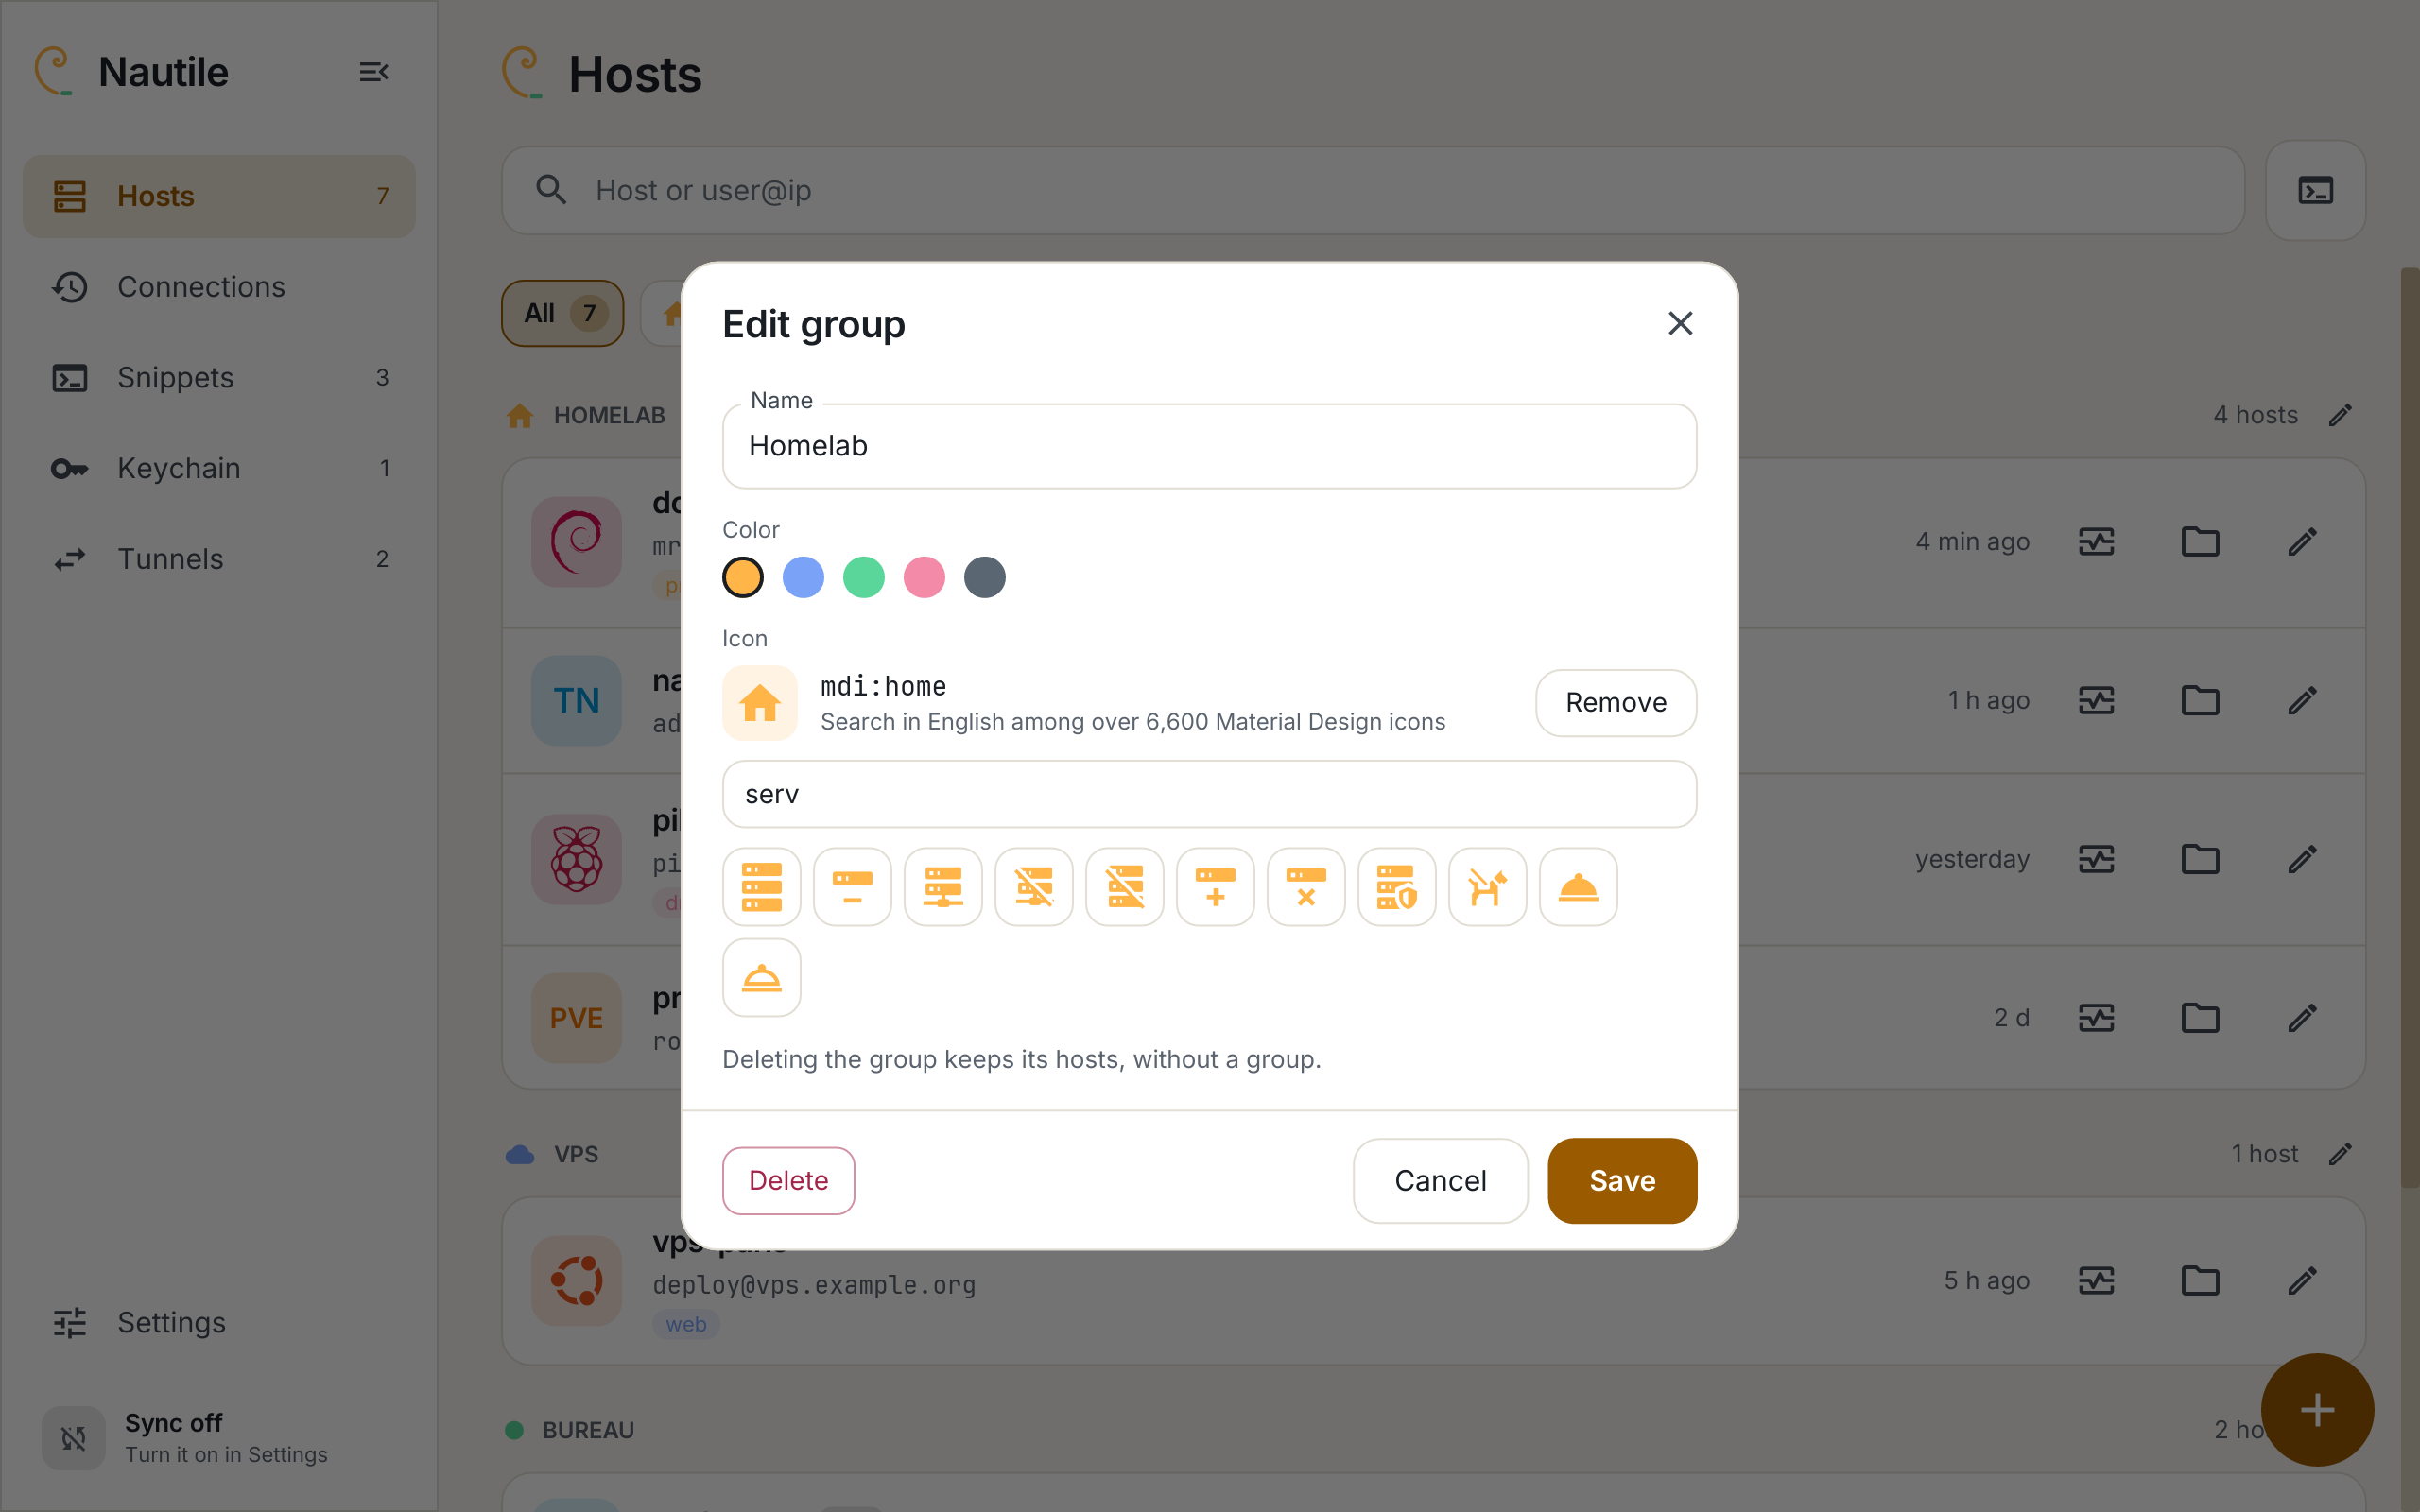 Nautile
Hosts 7
Connections
Snippets 3
Keychain 1
Tunnels 2
Settings
Sync off
Turn it on in Settings
Hosts
Host or user@ip
All 7
HOMELAB
4 hosts
4 min ago
TN
1 h ago
yesterday
PVE
2 d
VPS
1 host
deploy@vps.example.org
web
5 h ago
BUREAU
Edit group
Name
Homelab
Color
Icon
mdi:home
Search in English among over 6,600 Material Design icons
Remove
serv
Deleting the group keeps its hosts, without a group.
Delete
Cancel
Save